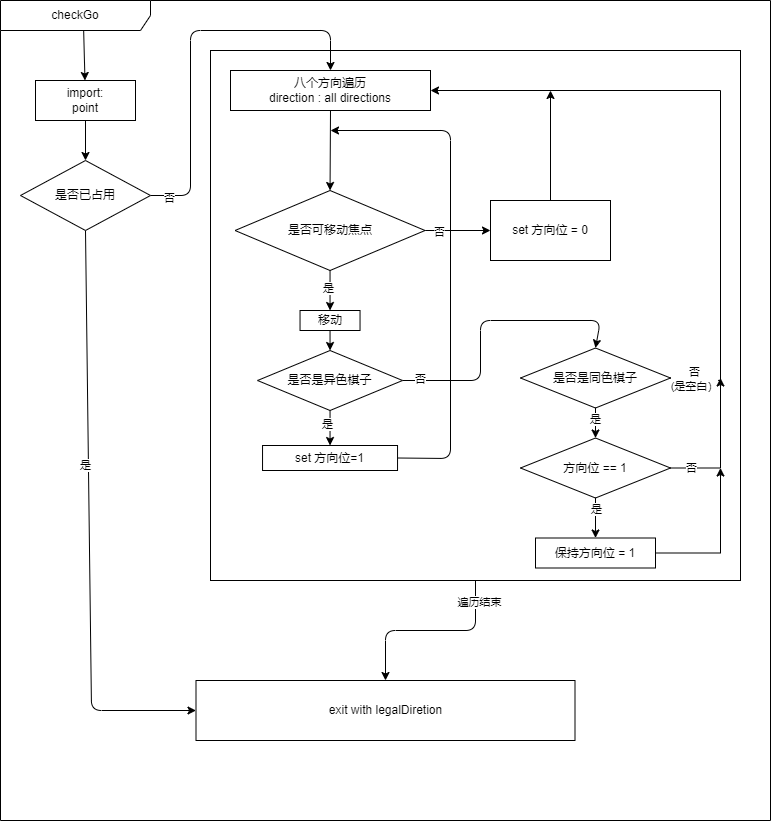 checkGo
import:
point
是否已占用
否
是
八个方向遍历
direction : all directions
是否可移动焦点
否
set 方向位 = 0
是
移动
是否是异色棋子
否
是
set 方向位=1
是否是同色棋子
否
(是空白)
是
方向位 == 1
否
是
保持方向位 = 1
遍历结束
exit with legalDiretion